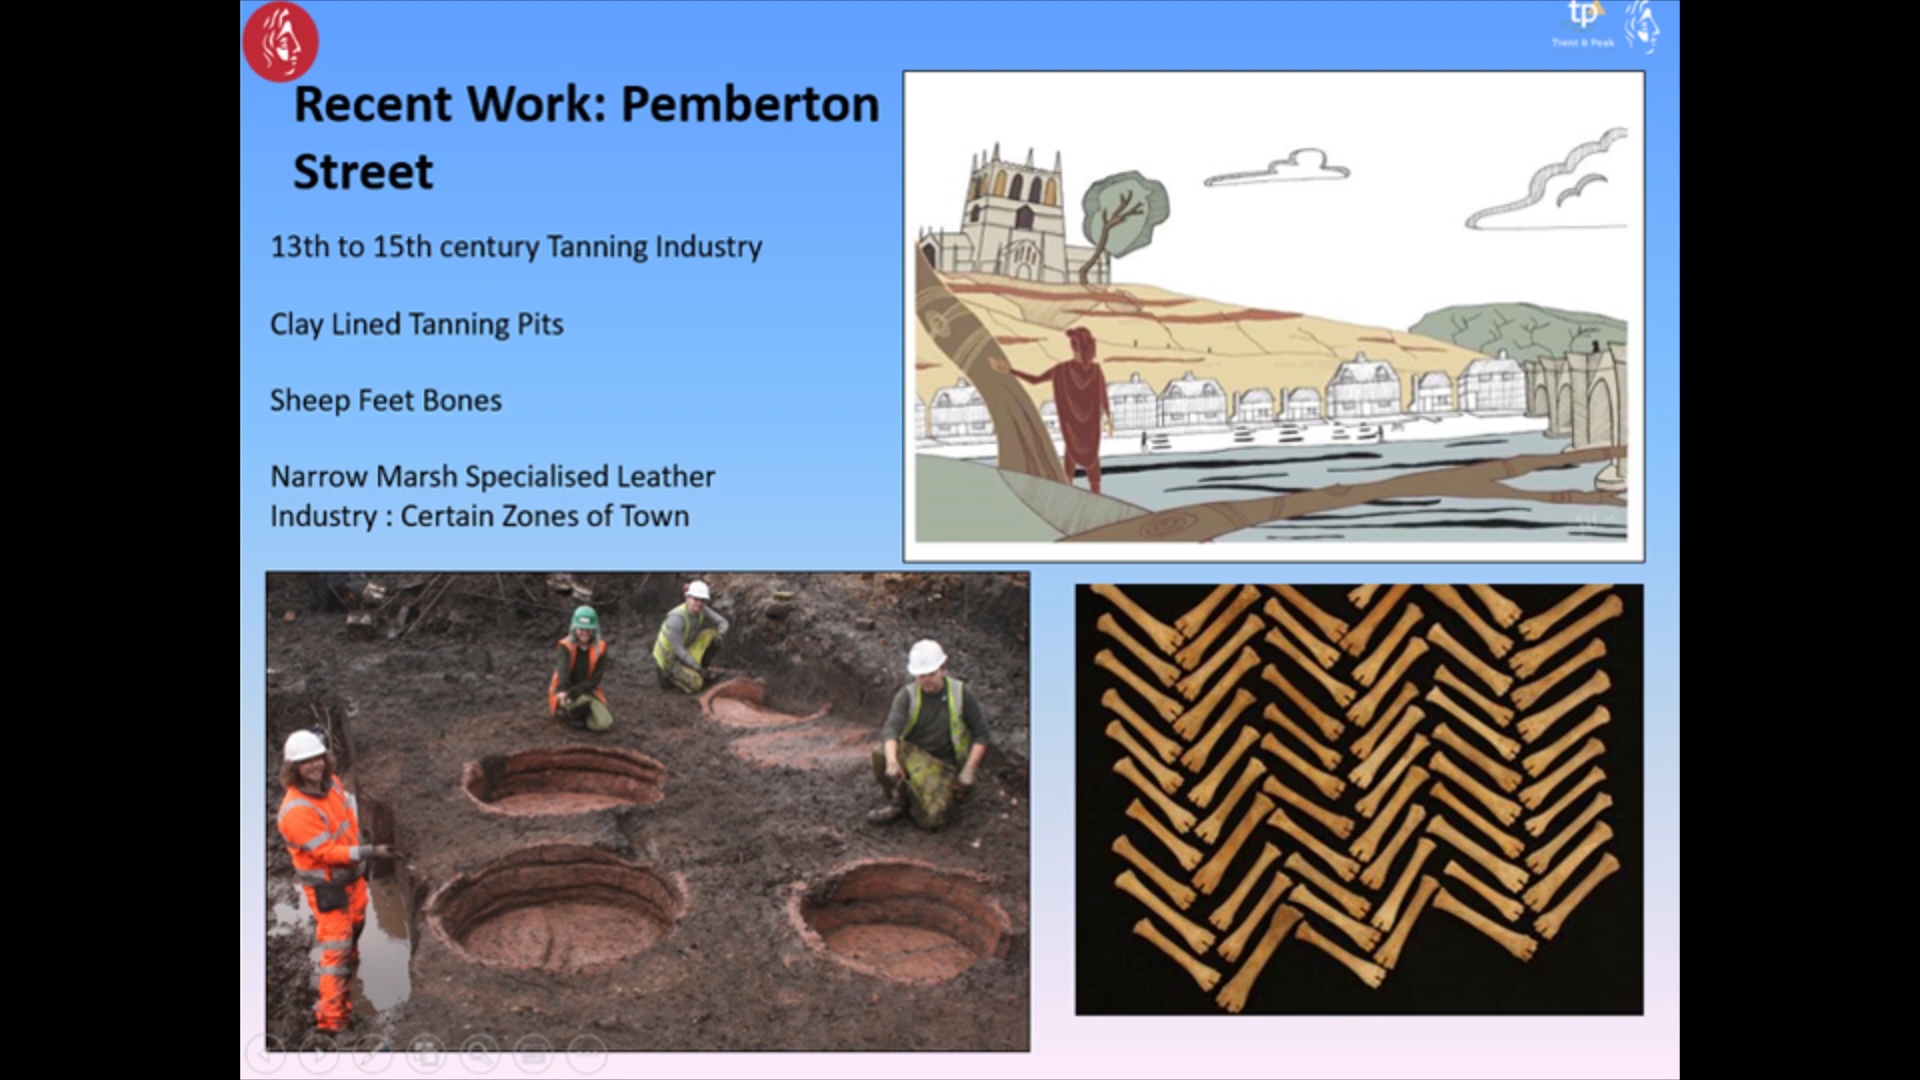 tp
Trent & Peak
Recent Work: Pemberton
Street
13th to 15th century Tanning Industry
Clay Lined Tanning Pits
Sheep Feet Bones
Narrow Marsh Specialised Leather
Industry : Certain Zones of Town